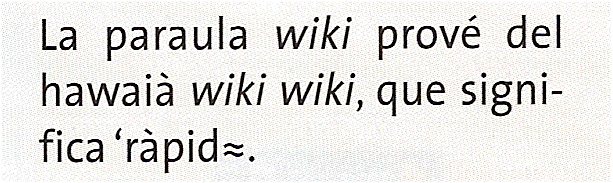 La paraula wiki prové del
hawaià wiki wiki, que signi-
fica ‘ràpid≈.